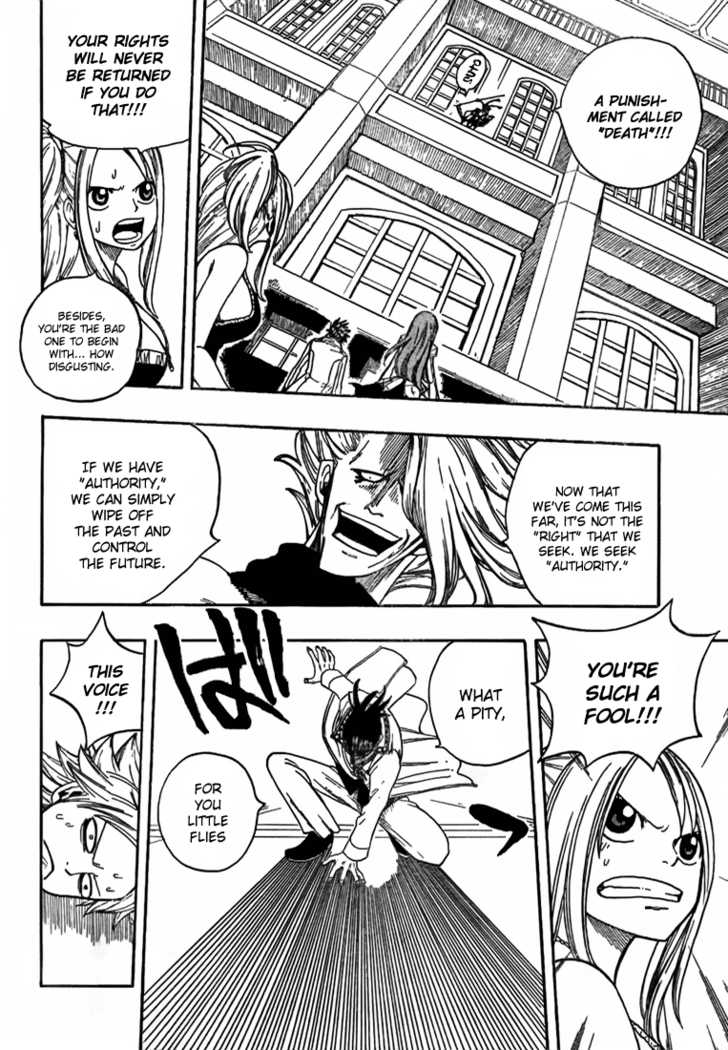 A PUNISH-
MENT CALLED
"DEATH"!!!
YOUR RIGHTS
WILL NEVER
BE RETURNED
IF YOU DO
THAT!!!
BESIDES,
YOU'RE THE BAD
ONE TO BEGIN
WITH... HOW
DISGUSTING.
NOW THAT
WE'VE COME THIS
FAR, IT'S NOT THE
"RIGHT" THAT WE
SEEK. WE SEEK
"AUTHORITY."
IF WE HAVE
"AUTHORITY,"
WE CAN SIMPLY
WIPE OFF
THE PAST AND
CONTROL
THE FUTURE.
YOU'RE
SUCH A
FOOL!!!
WHAT
A PITY,
FOR
YOU
LITTLE
FLIES
ばっ
THIS
VOICE
!!!